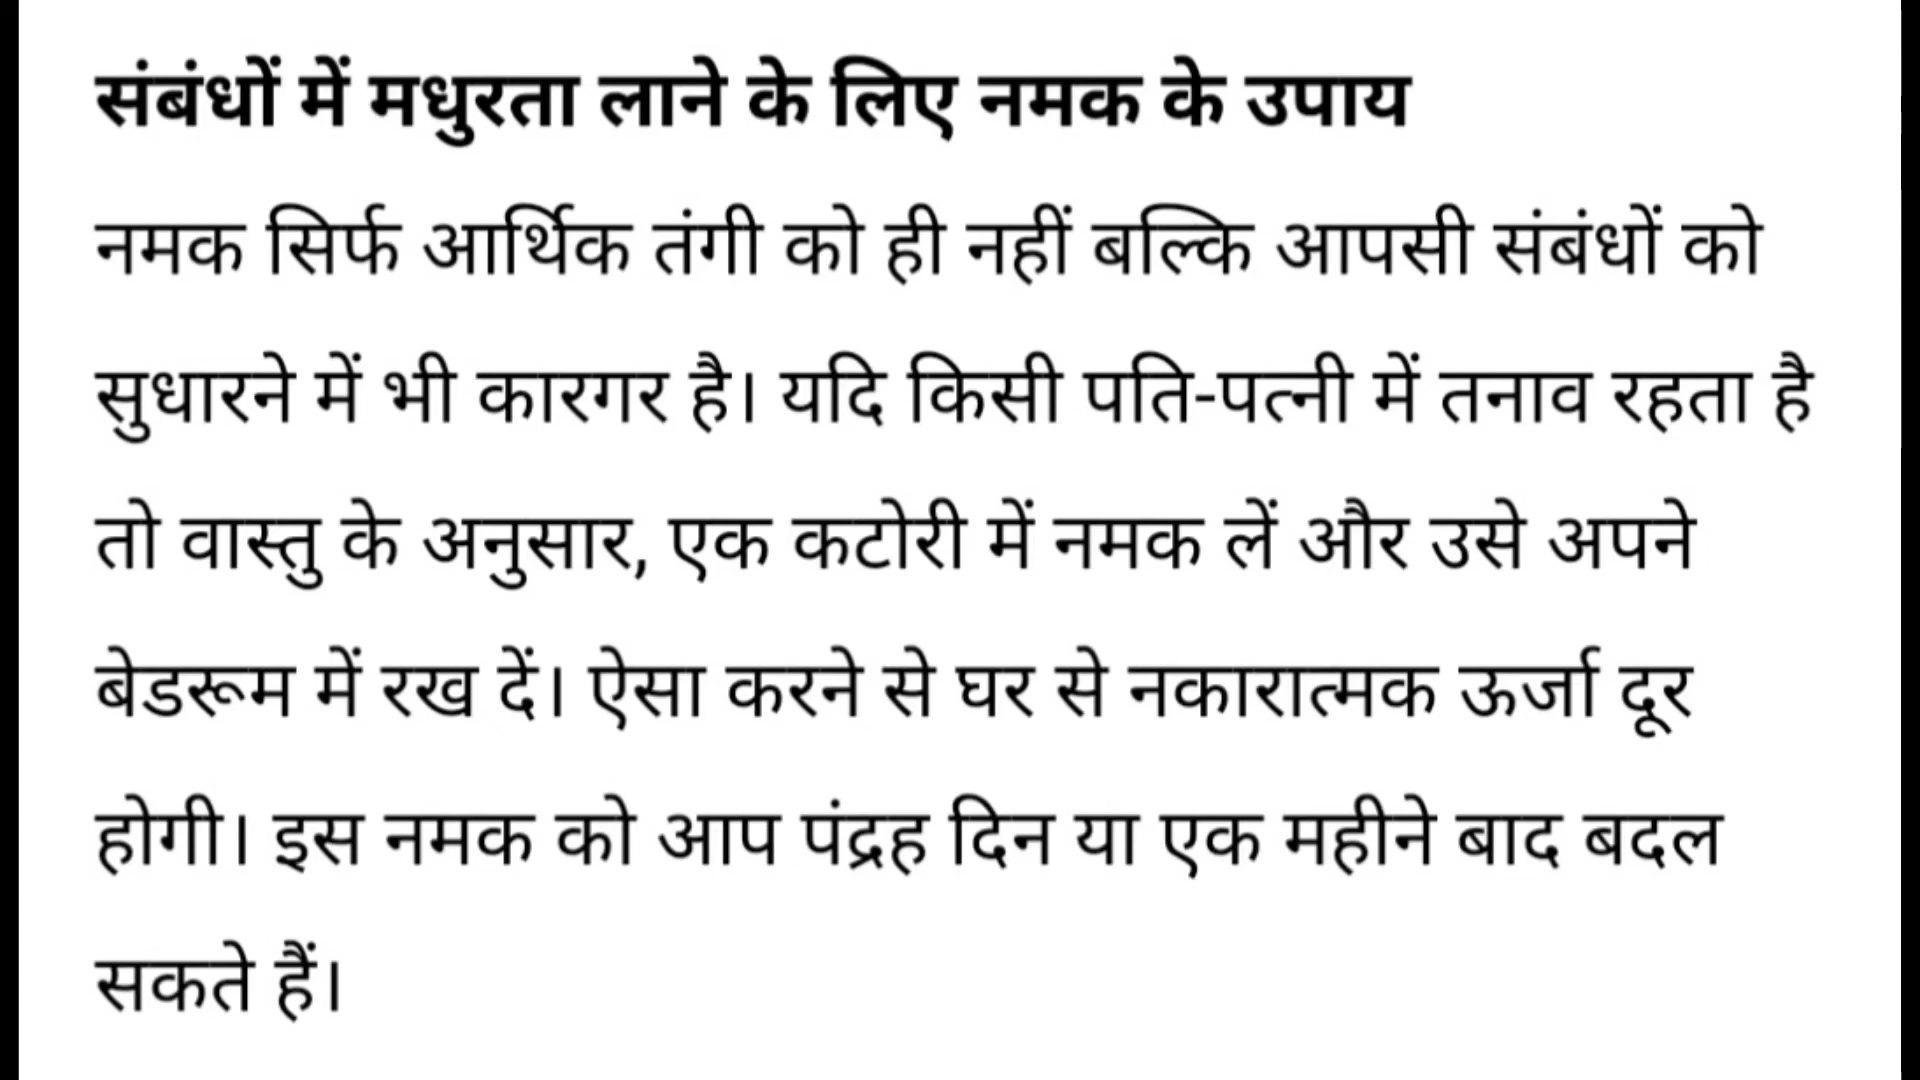 संबंधों में मधुरता लाने के लिए नमक के उपाय
नमक सिर्फ आर्थिक तंगी को ही नहीं बल्कि आपसी संबंधों को
सुधारने में भी कारगर है। यदि किसी पति-पत्नी में तनाव रहता है
तो वास्तु के अनुसार, एक कटोरी में नमक लें और उसे अपने
बेडरूम में रख दें। ऐसा करने से घर से नकारात्मक ऊर्जा दूर
होगी। इस नमक को आप पंद्रह दिन या एक महीने बाद बदल
सकते हैं।